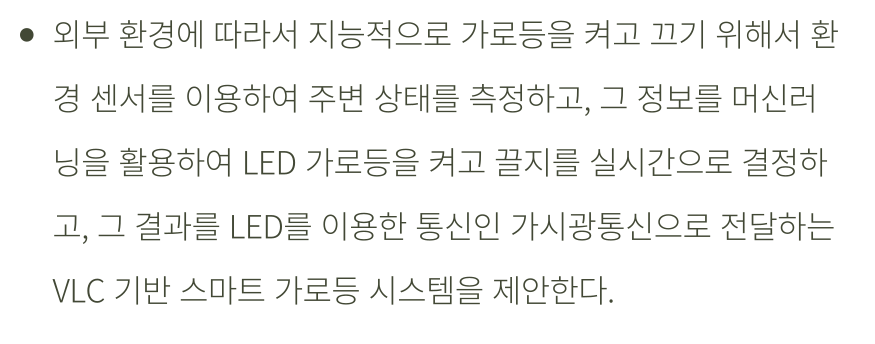 ● 외부 환경에 따라서 지능적으로 가로등을 켜고 끄기 위해서 환
경 센서를 이용하여 주변 상태를 측정하고, 그 정보를 머신러
닝을 활용하여 LED 가로등을 켜고 끌지를 실시간으로 결정하
고, 그 결과를 LED를 이용한 통신인 가시광통신으로 전달하는
VLC 기반 스마트 가로등 시스템을 제안한다.